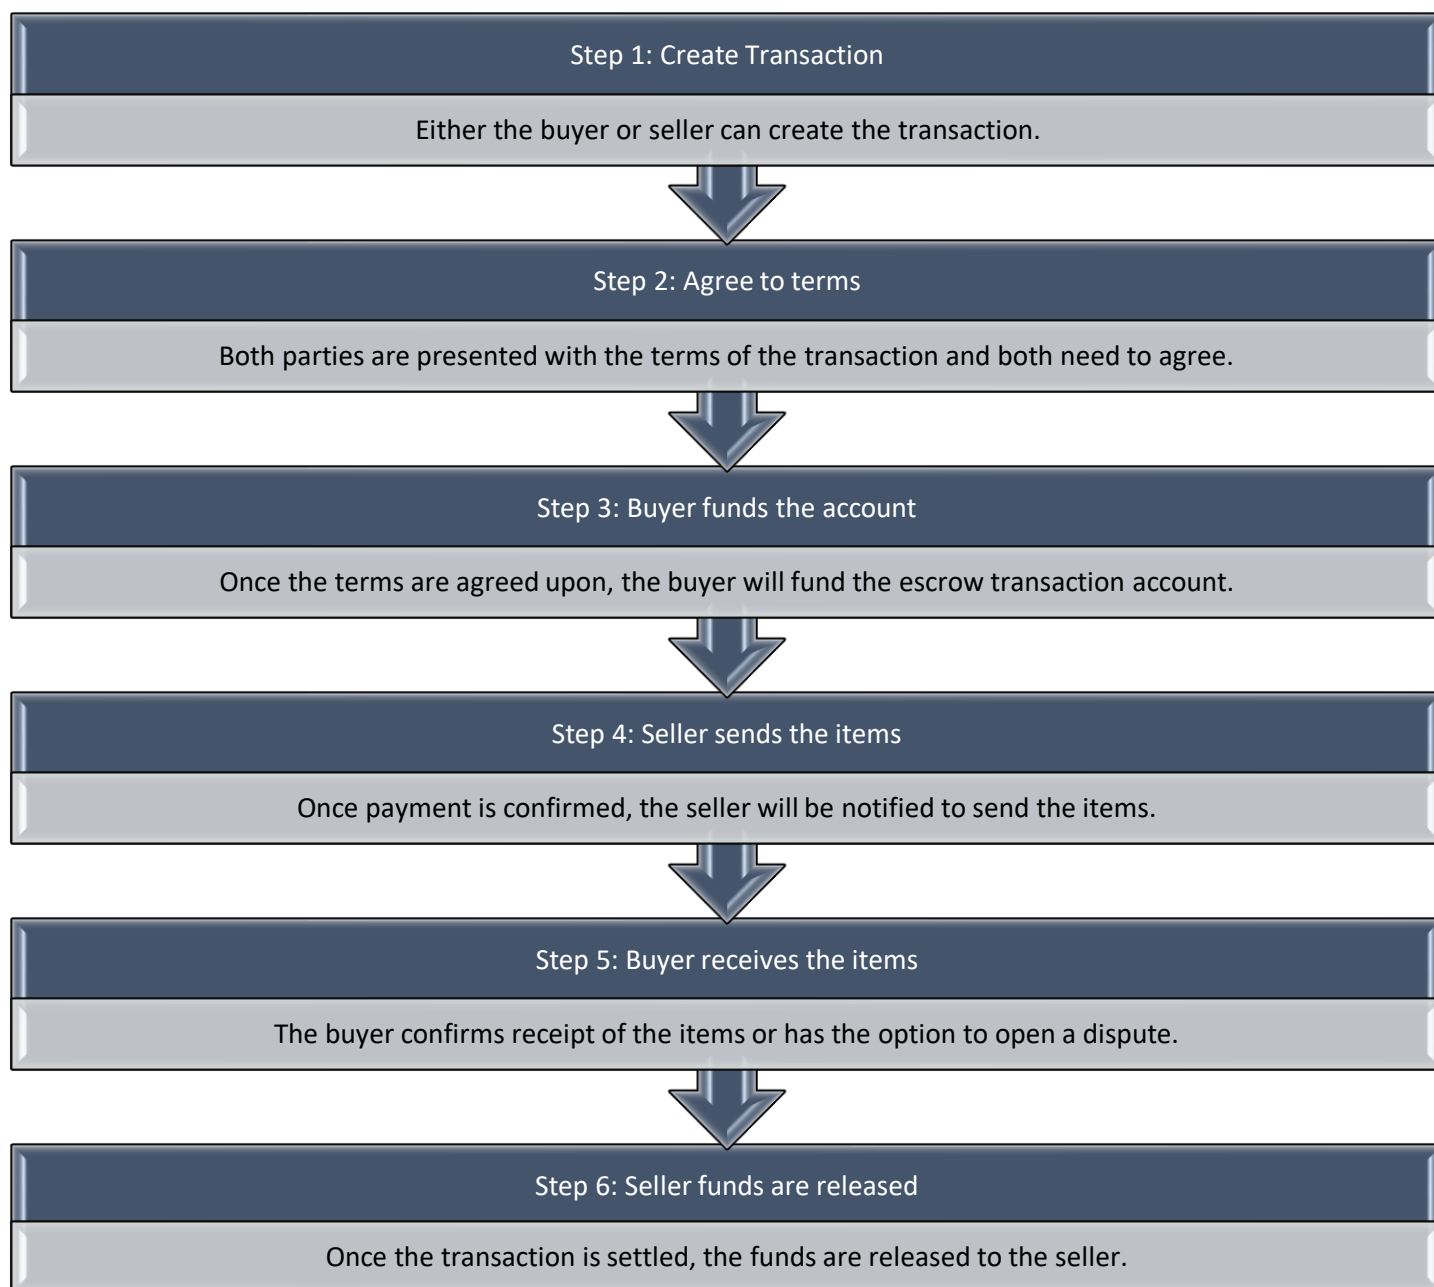 Step 1: Create Transaction
Either the buyer or seller can create the transaction.
Step 2: Agree to terms
Both parties are presented with the terms of the transaction and both need to agree.
Step 3: Buyer funds the account
Once the terms are agreed upon, the buyer will fund the escrow transaction account.
Step 4: Seller sends the items
Once payment is confirmed, the seller will be notified to send the items.
Step 5: Buyer receives the items
The buyer confirms receipt of the items or has the option to open a dispute.
Step 6: Seller funds are released
Once the transaction is settled, the funds are released to the seller.